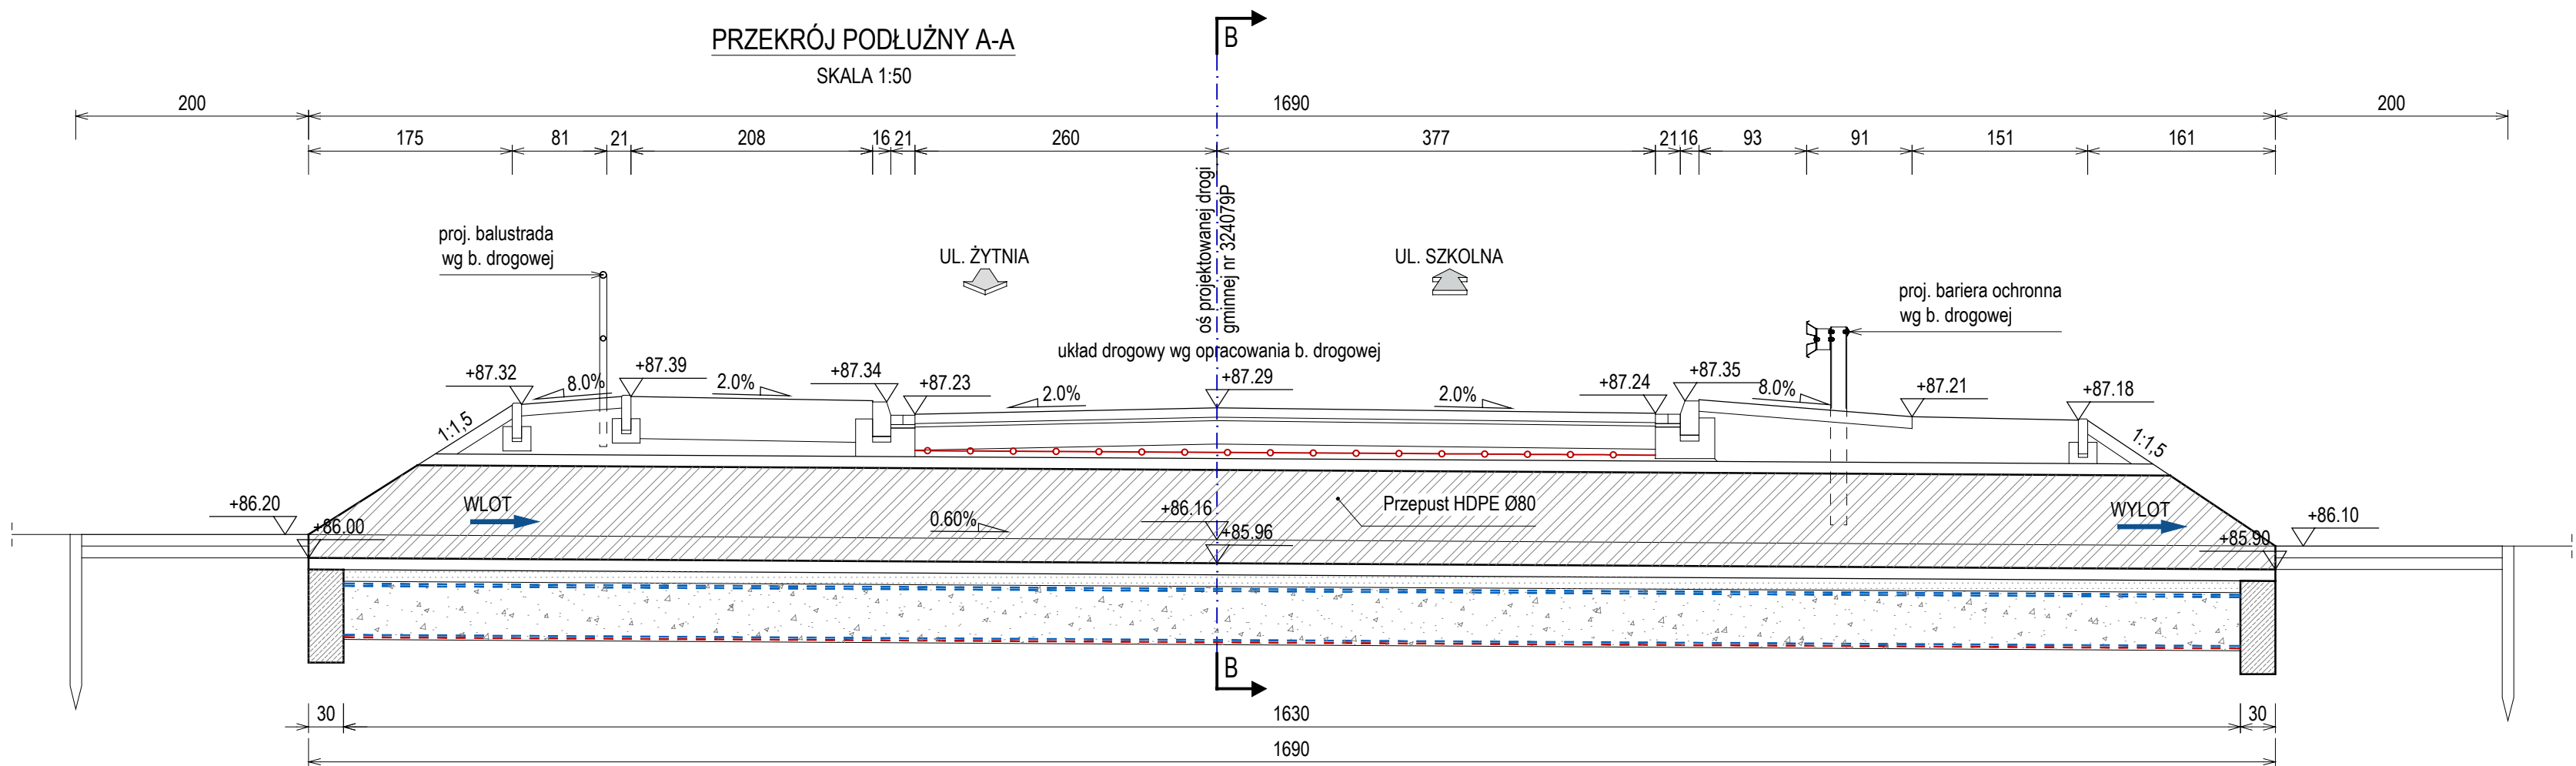 PRZEKRÓJ PODŁUŻNY A-A
SKALA 1:50
B
200
1690
200
175
81
21
208
16
21
260
377
21
16
93
91
151
161
oś projektowanej drogi
gminnej nr 324079P
proj. balustrada
wg b. drogowej
UL. ŻYTNIA
UL. SZKOLNA
proj. bariera ochronna
wg b. drogowej
układ drogowy wg opracowania b. drogowej
+87.32
8.0%
+87.39
2.0%
+87.34
+87.23
2.0%
+87.29
2.0%
+87.24
+87.35
8.0%
+87.21
+87.18
1:1,5
1:1,5
+86.20
+86.00
WLOT
0.60%
+86.16
+85.96
Przepust HDPE Ø80
WYLOT
+85.90
+86.10
B
30
1630
30
1690